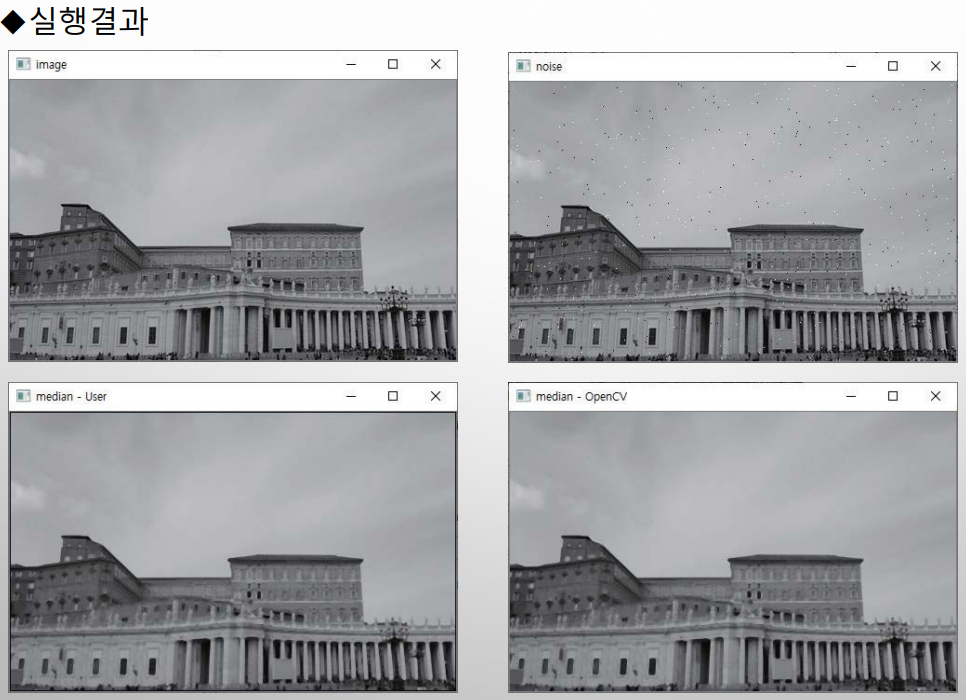 ◆실행결과
image
noise
median - User
median - OpenCV